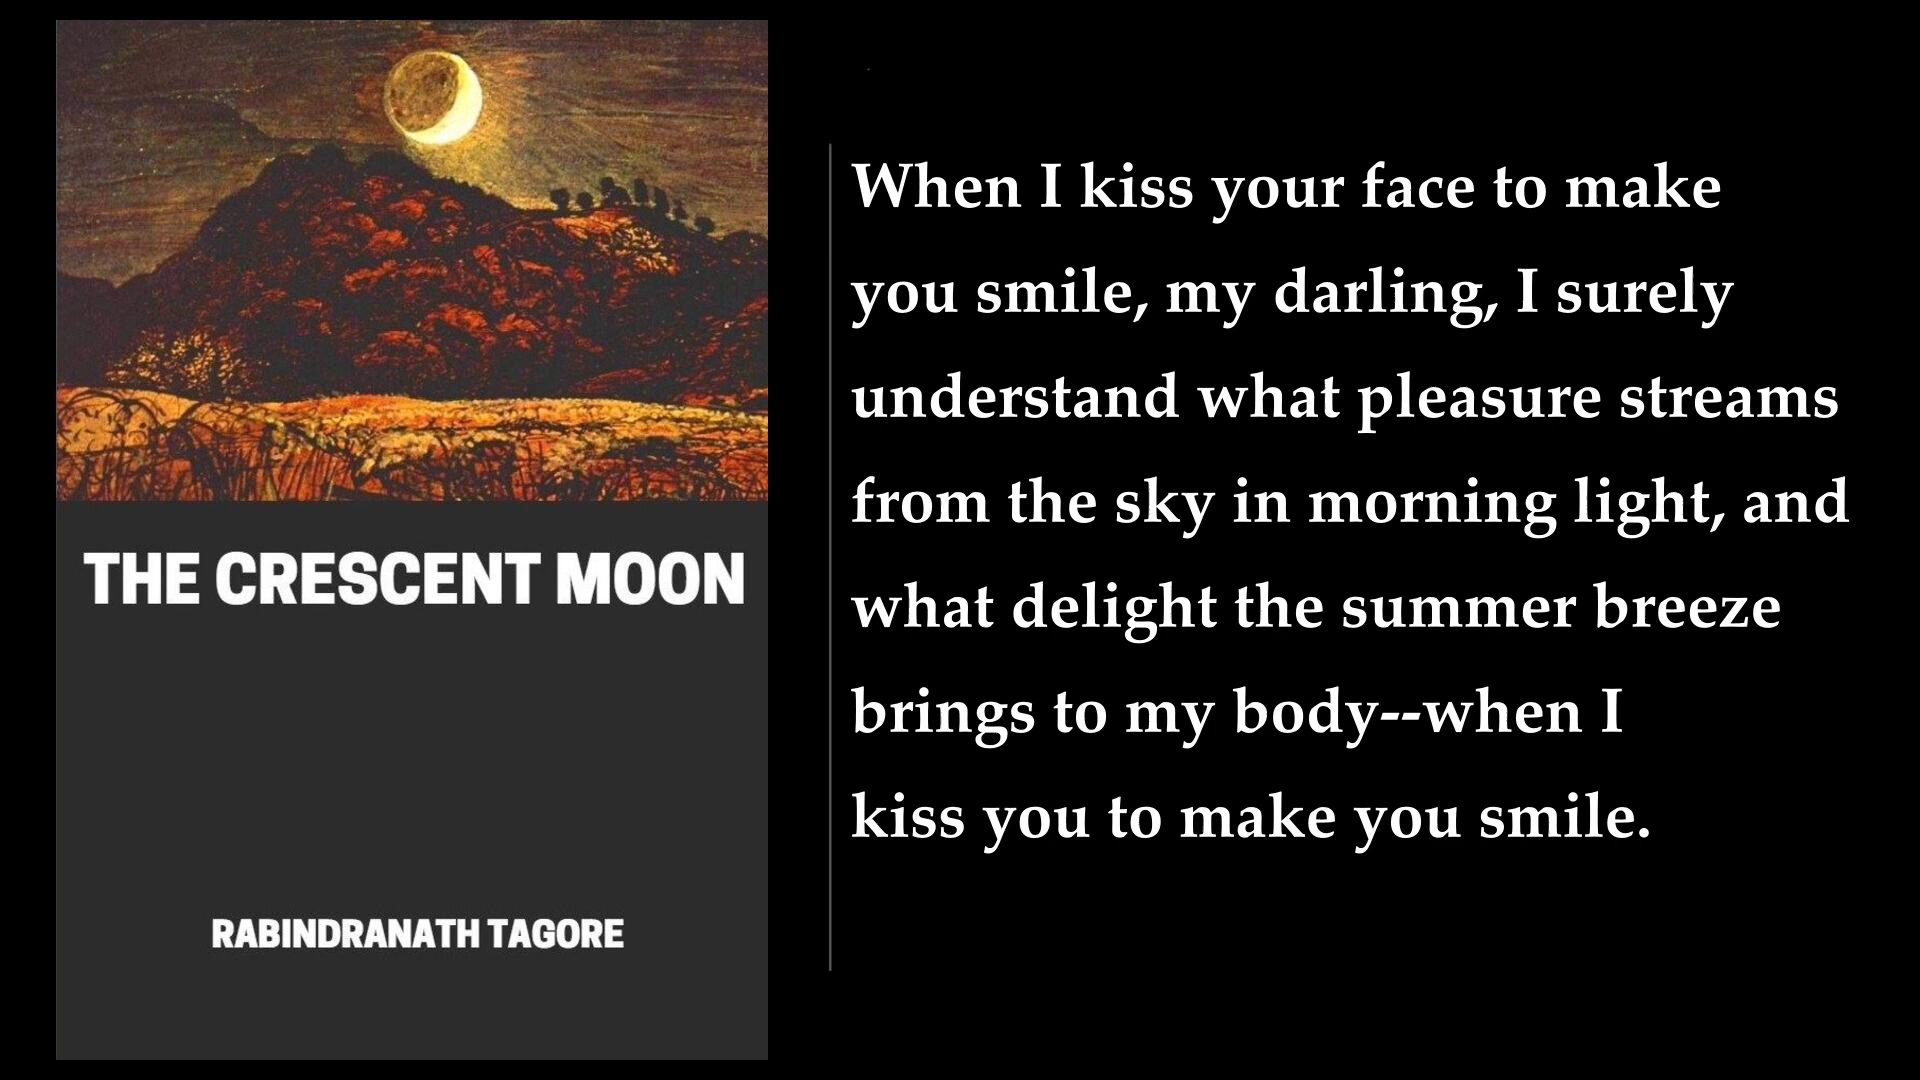 THE CRESCENT MOON
RABINDRANATH TAGORE
When I kiss your face to make
you smile, my darling, I surely
understand what pleasure streams
from the sky in morning light, and
what delight the summer breeze
brings to my body--when I
kiss you to make you smile.